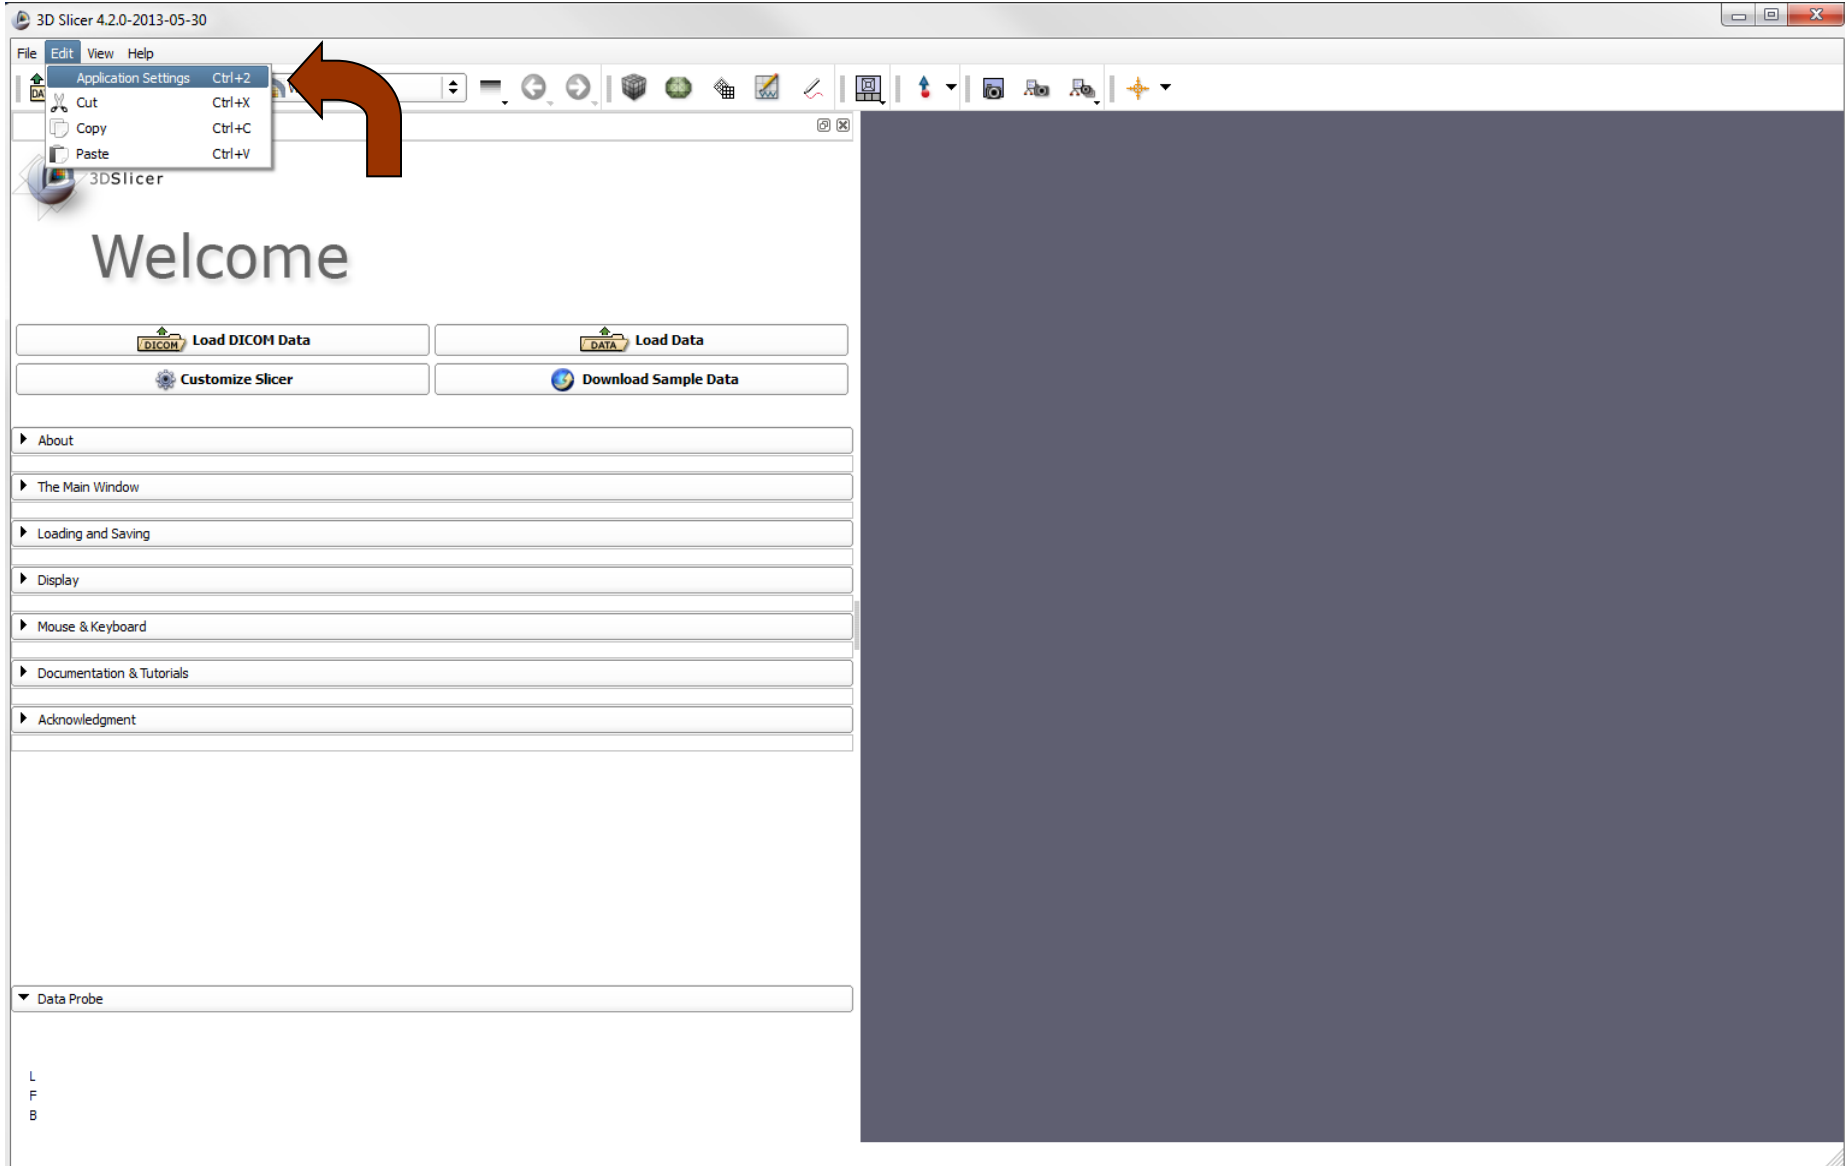 3D Slicer 4.2.0-2013-05-30
File Edit View Help
Application Settings Ctrl+2
Cut Ctrl+X
Copy Ctrl+C
Paste Ctrl+V
3DSlicer
Welcome
DICOM Load DICOM Data
DATA Load Data
Customize Slicer
Download Sample Data
About
The Main Window
Loading and Saving
Display
Mouse & Keyboard
Documentation & Tutorials
Acknowledgment
Data Probe
L
F
B